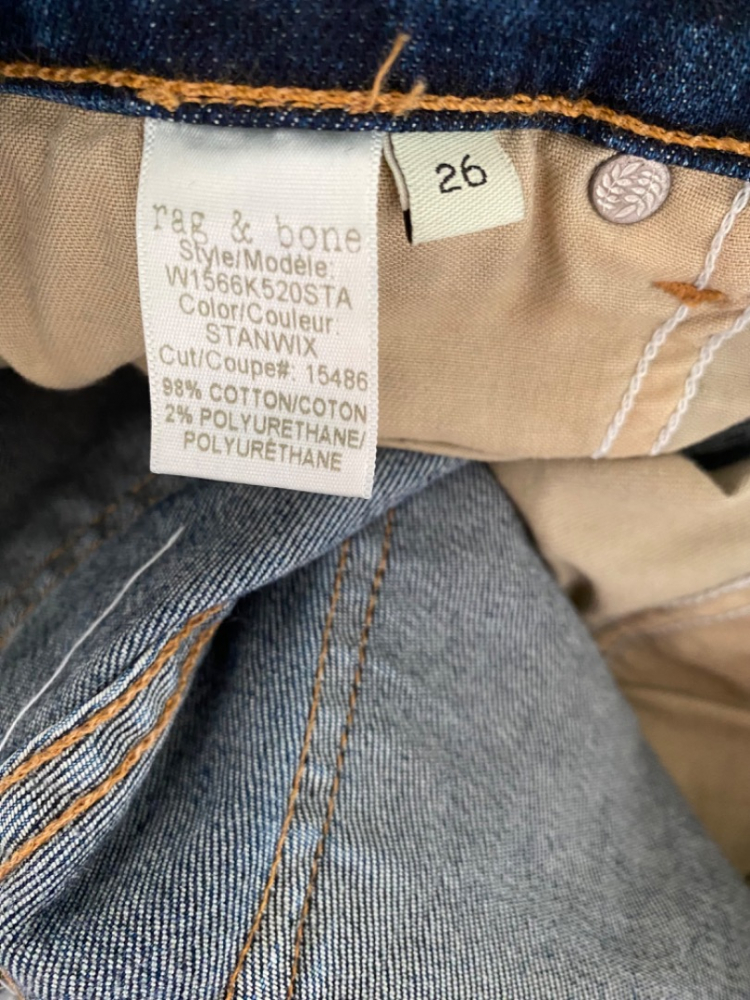 rag & bone
Style/Modèle:
W1566K520STA
Color/Couleur:
STANWIX
Cut/Coupe#: 15486
98% COTTON/COTON
2% POLYURETHANE/
POLYURÉTHANE
26